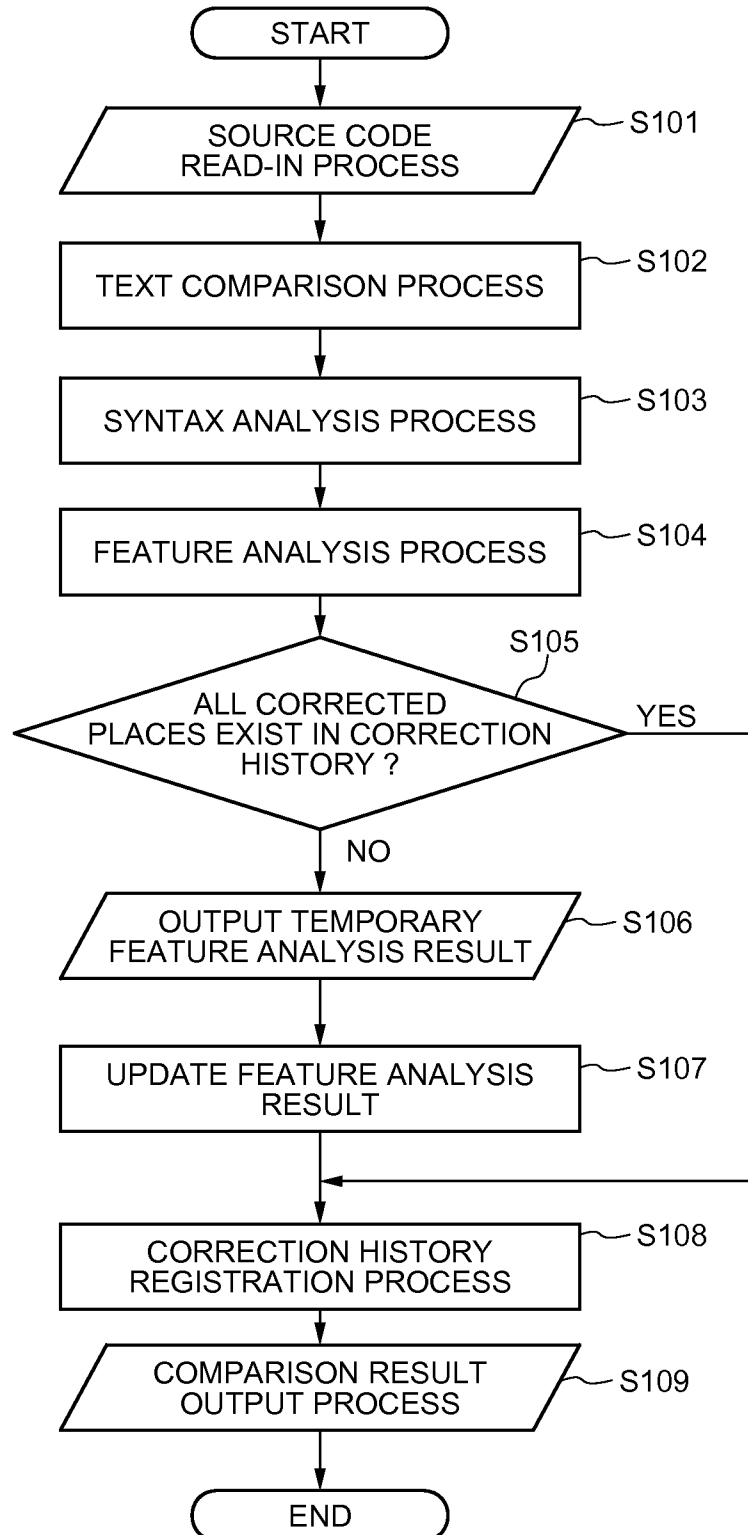 START
SOURCE CODE
READ-IN PROCESS
S101
TEXT COMPARISON PROCESS
S102
SYNTAX ANALYSIS PROCESS
S103
FEATURE ANALYSIS PROCESS
S104
S105
ALL CORRECTED
PLACES EXIST IN CORRECTION
HISTORY ?
YES
NO
OUTPUT TEMPORARY
FEATURE ANALYSIS RESULT
S106
UPDATE FEATURE ANALYSIS
RESULT
S107
CORRECTION HISTORY
REGISTRATION PROCESS
S108
COMPARISON RESULT
OUTPUT PROCESS
S109
END